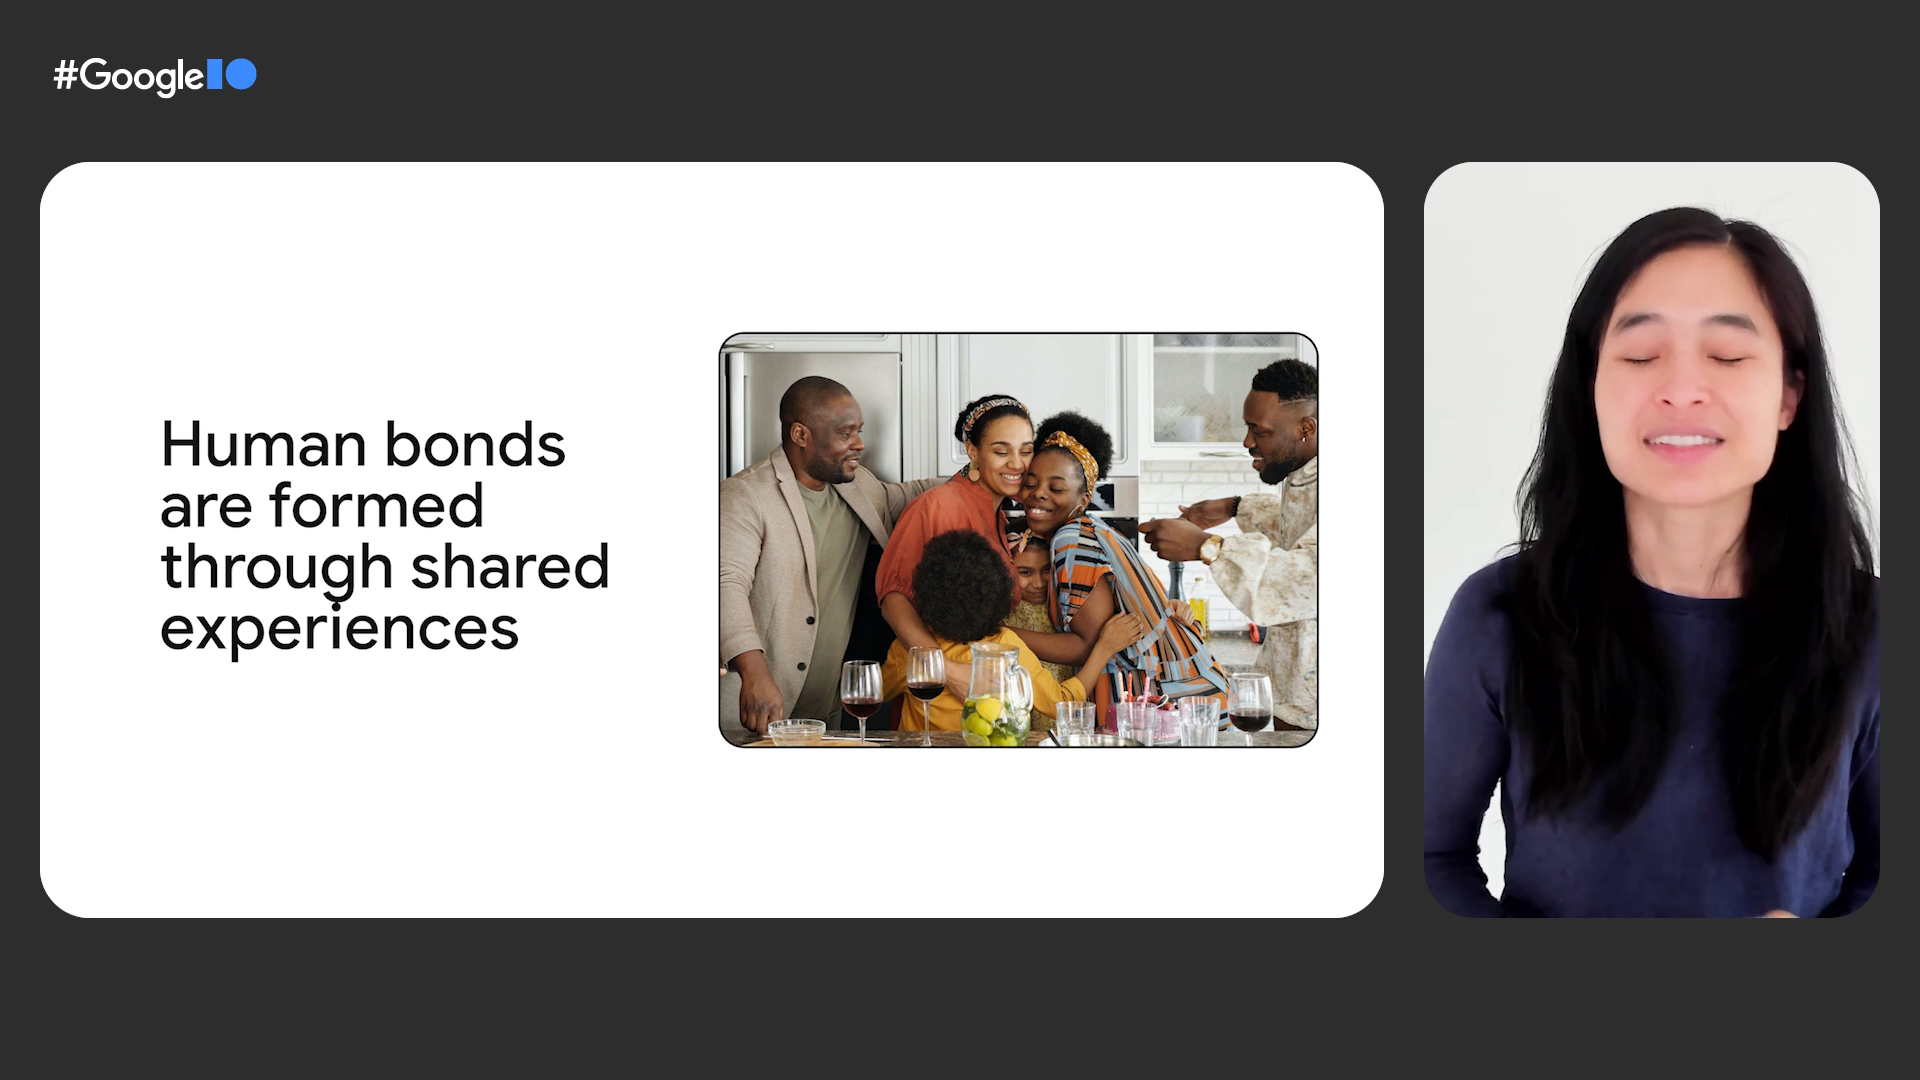 #GoogleIO
Human bonds
are formed
through shared
experiences